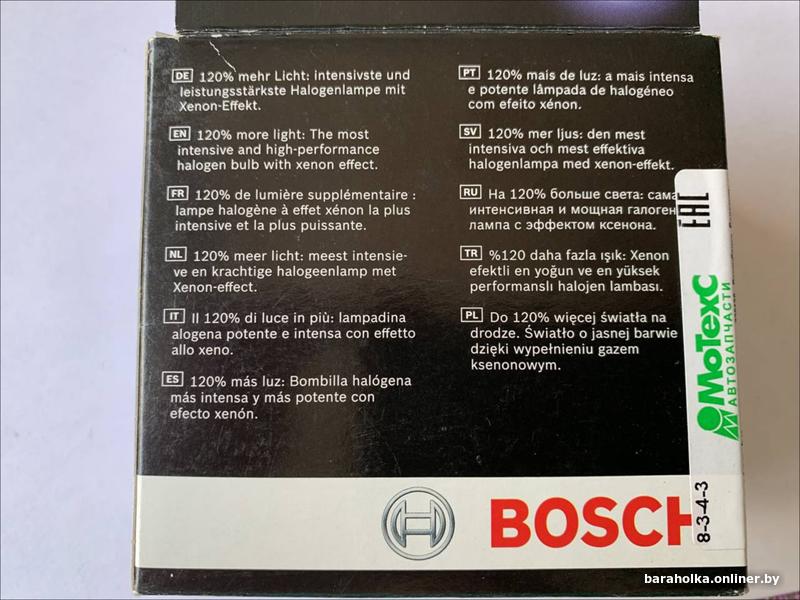 DE 120% mehr Licht: intensivste und
leistungsstärkste Halogenlampe mit
Xenon-Effekt.
EN 120% more light: The most
intensive and high-performance
halogen bulb with xenon effect.
FR 120% de lumière supplémentaire :
lampe halogène à effet xénon la plus
intensive et la plus puissante.
NL 120% meer licht: meest intensie-
ve en krachtige halogeenlamp met
Xenon-effect.
IT Il 120% di luce in più: lampadina
alogena potente e intensa con effetto
allo xeno.
ES 120% más luz: Bombilla halógena
más intensa y más potente con
efecto xenón.
PT 120% mais de luz: a mais intensa
e potente lâmpada de halogéneo
com efeito xénon.
SV 120% mer ljus: den mest
intensiva och mest effektiva
halogenlampa med xenon-effekt.
RU На 120% больше света: сама
интенсивная и мощная галоген
лампа с эффектом ксенона.
TR %120 daha fazla ışık: Xenon
efektli en yoğun ve en yüksek
performanslı halojen lambası.
PL Do 120% więcej światła na
drodze. Światło o jasnej barwie
dzięki wypełnieniu gazem
ksenonowym.
EAC
МоТехС
АВТОЗАПЧАСТИ
8-3-4-3
BOSCH
baraholka.onliner.by